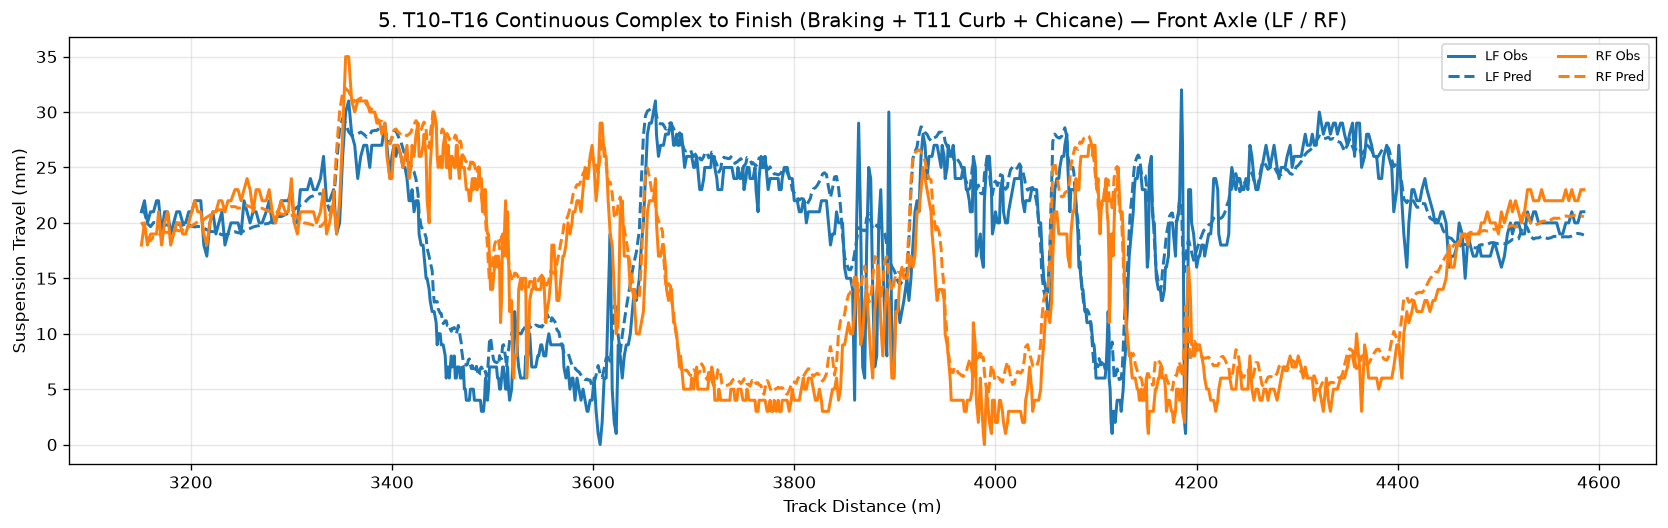 5. T10–T16 Continuous Complex to Finish (Braking + T11 Curb + Chicane) — Front Axle (LF / RF)
LF Obs
RF Obs
LF Pred
RF Pred
Suspension Travel (mm)
35
30
25
20
15
10
5
0
3200
3400
3600
3800
4000
4200
4400
4600
Track Distance (m)